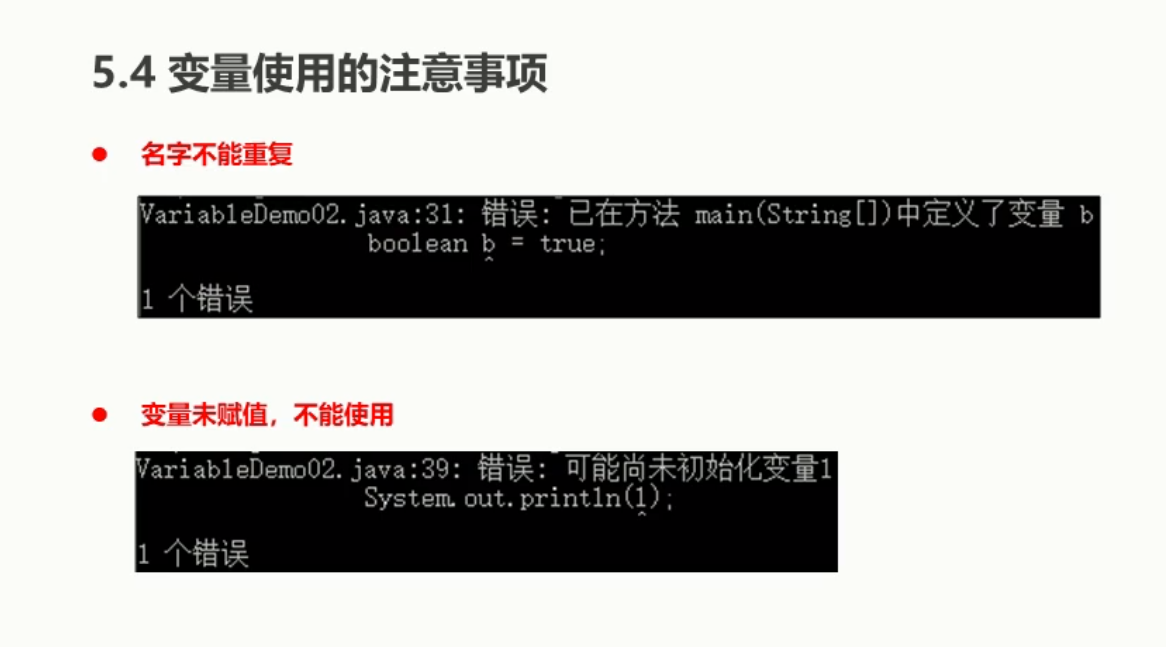 5.4 变量使用的注意事项
● 名字不能重复
VariableDemo02.java:31: 错误: 已在方法 main(String[])中定义了变量 b
boolean b = true;
^
1 个错误
● 变量未赋值，不能使用
VariableDemo02.java:39: 错误: 可能尚未初始化变量l
System.out.println(l);
^
1 个错误